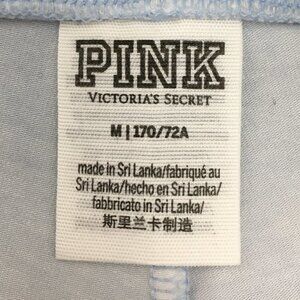 PINK
VICTORIA'S SECRET
M | 170/72A
made in Sri Lanka/fabriqué au
Sri Lanka/hecho en Sri Lanka/
fabbricato in Sri Lanka/
斯里兰卡制造